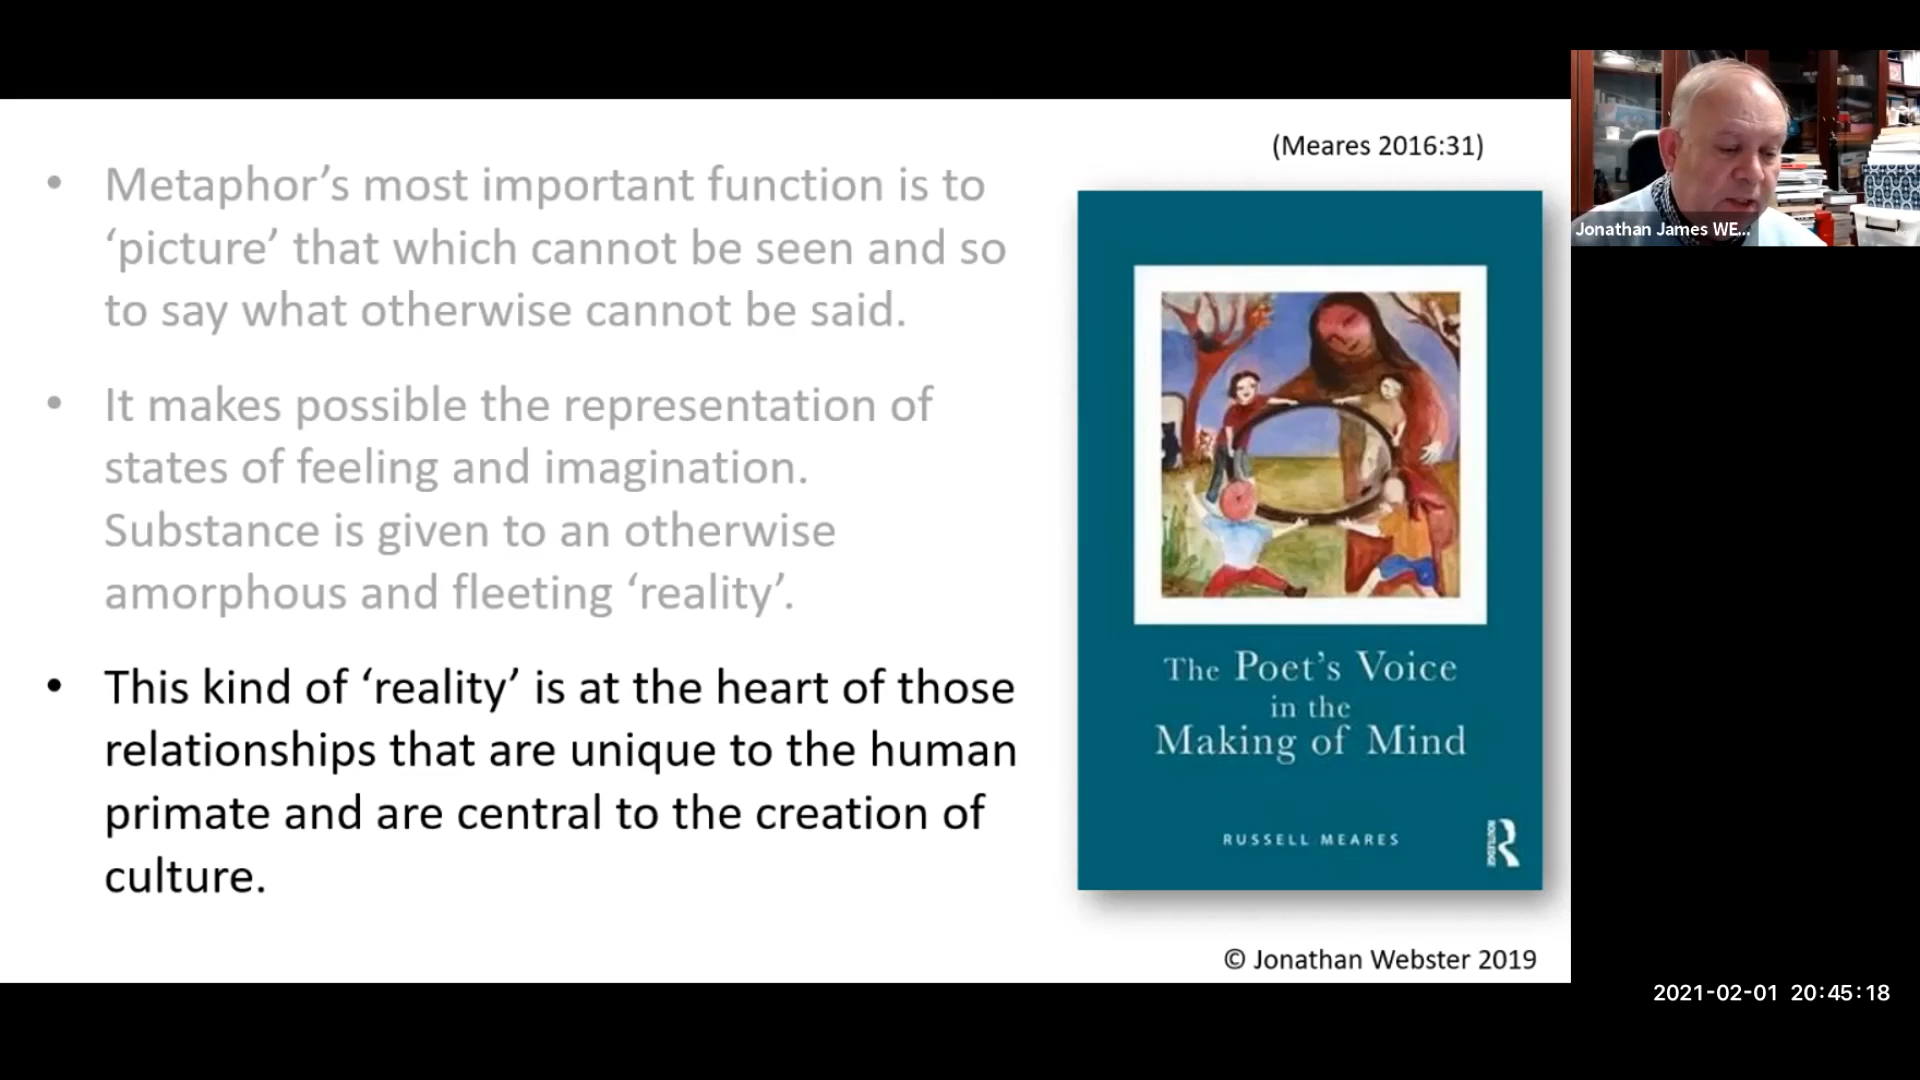 (Meares 2016:31)
• Metaphor’s most important function is to
‘picture’ that which cannot be seen and so
to say what otherwise cannot be said.
• It makes possible the representation of
states of feeling and imagination.
Substance is given to an otherwise
amorphous and fleeting ‘reality’.
• This kind of ‘reality’ is at the heart of those
relationships that are unique to the human
primate and are central to the creation of
culture.
The Poet’s Voice
in the
Making of Mind
RUSSELL MEARES
ROUTLEDGE
© Jonathan Webster 2019
Jonathan James WE...
2021-02-01 20:45:18